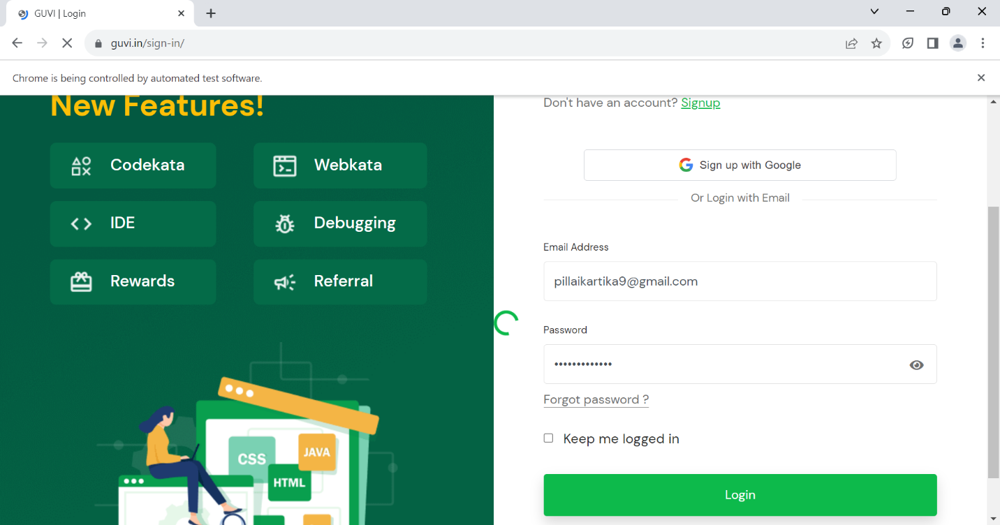 GUVI | Login
guvi.in/sign-in/
Chrome is being controlled by automated test software.
New Features!
Codekata
Webkata
IDE
Debugging
Rewards
Referral
CSS
JAVA
HTML
Don't have an account? Signup
Sign up with Google
Or Login with Email
Email Address
pillaikartika9@gmail.com
Password
•••••••••••••
Forgot password ?
Keep me logged in
Login